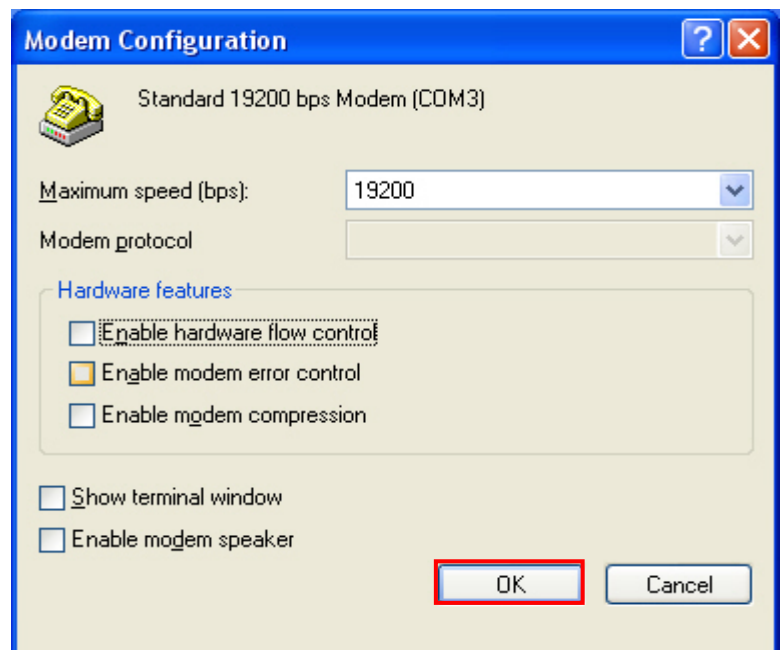 Modem Configuration
Standard 19200 bps Modem (COM3)
Maximum speed (bps): 19200
Modem protocol
Hardware features
Enable hardware flow control
Enable modem error control
Enable modem compression
Show terminal window
Enable modem speaker
OK Cancel